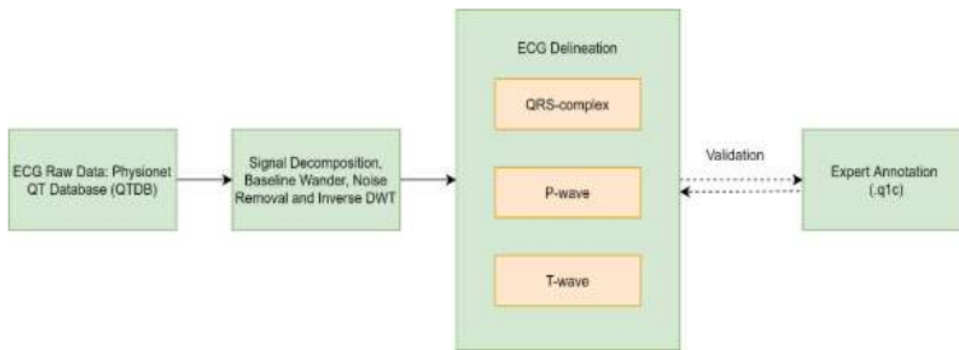 ECG Raw Data: Physionet
QT Database (QTDB)
Signal Decomposition,
Baseline Wander, Noise
Removal and Inverse DWT
ECG Delineation
QRS-complex
P-wave
T-wave
Validation
Expert Annotation
(.q1c)